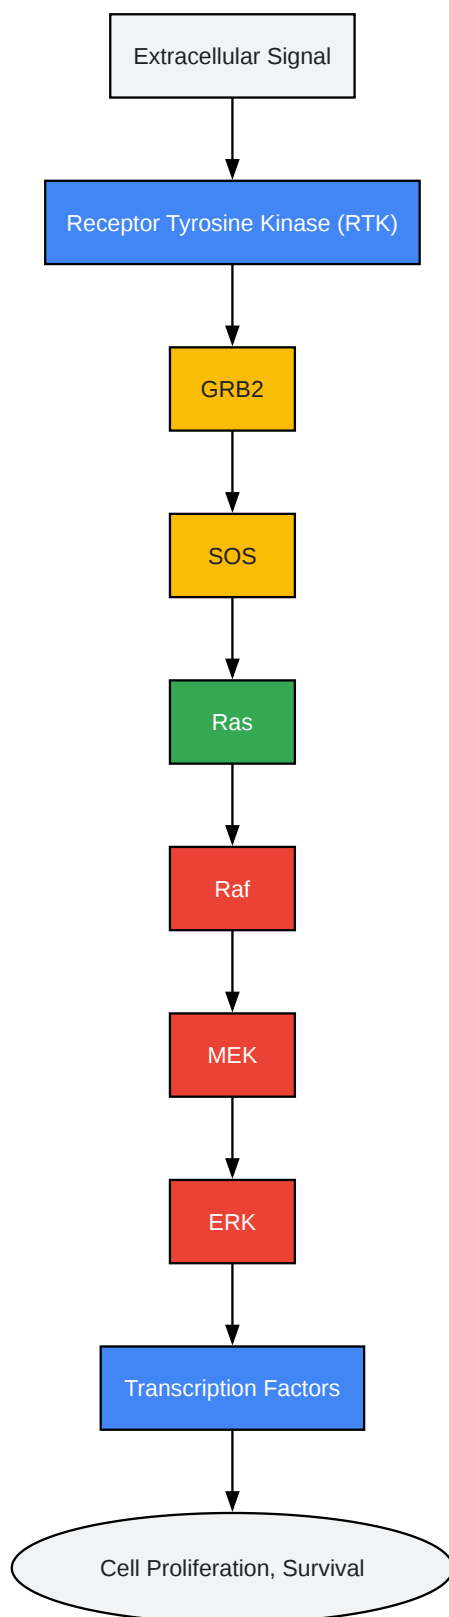 Extracellular Signal
Receptor Tyrosine Kinase (RTK)
GRB2
SOS
Ras
Raf
MEK
ERK
Transcription Factors
Cell Proliferation, Survival